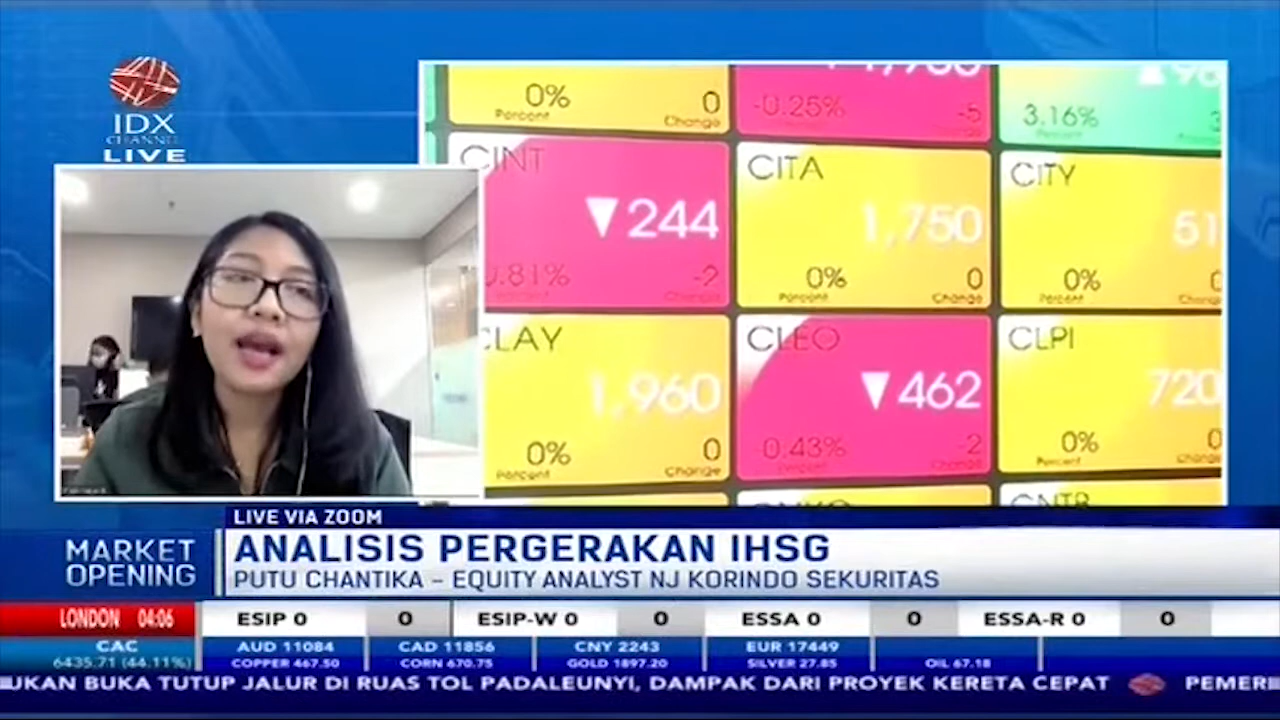 IDX
CHANNEL
LIVE
0%
Percent
0
Change
-0.25%
-5
3.16%
Percent
CINT
244
0.81%
-2
Change
CITA
1,750
0%
Percent
0
Change
CITY
0%
Percent
CLAY
1,960
0%
Percent
0
Change
CLEO
462
0.43%
Percent
-2
Change
CLPI
720
0%
Percent
0
Change
LIVE VIA ZOOM
MARKET OPENING
ANALISIS PERGERAKAN IHSG
PUTU CHANTIKA – EQUITY ANALYST NJ KORINDO SEKURITAS
LONDON 04:06
ESIP 0 0 ESIP-W 0 0 ESSA 0 0 ESSA-R 0 0
CAC
6435.71 (44.11%)
AUD 11084 CAD 11856 CNY 2243 EUR 17449
COPPER 467.50 CORN 670.75 GOLD 1897.20 SILVER 27.85 OIL 67.18
UKAN BUKA TUTUP JALUR DI RUAS TOL PADALEUNYI, DAMPAK DARI PROYEK KERETA CEPAT PEMERI